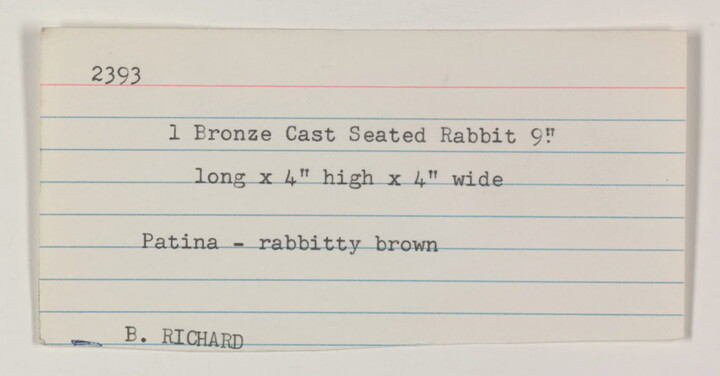 2393
1 Bronze Cast Seated Rabbit 9"
long x 4" high x 4" wide
Patina - rabbitty brown
B. RICHARD